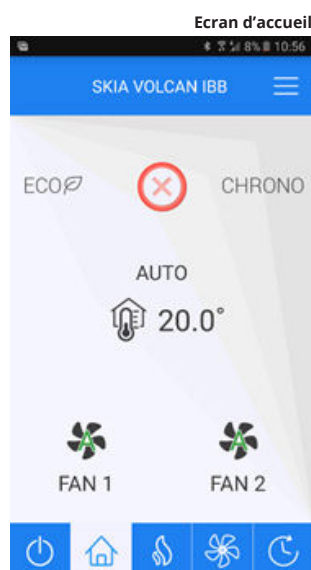 Ecran d’accueil
8% 10:56
SKIA VOLCAN IBB
ECO CHRONO
AUTO
20.0°
A A
FAN 1 FAN 2